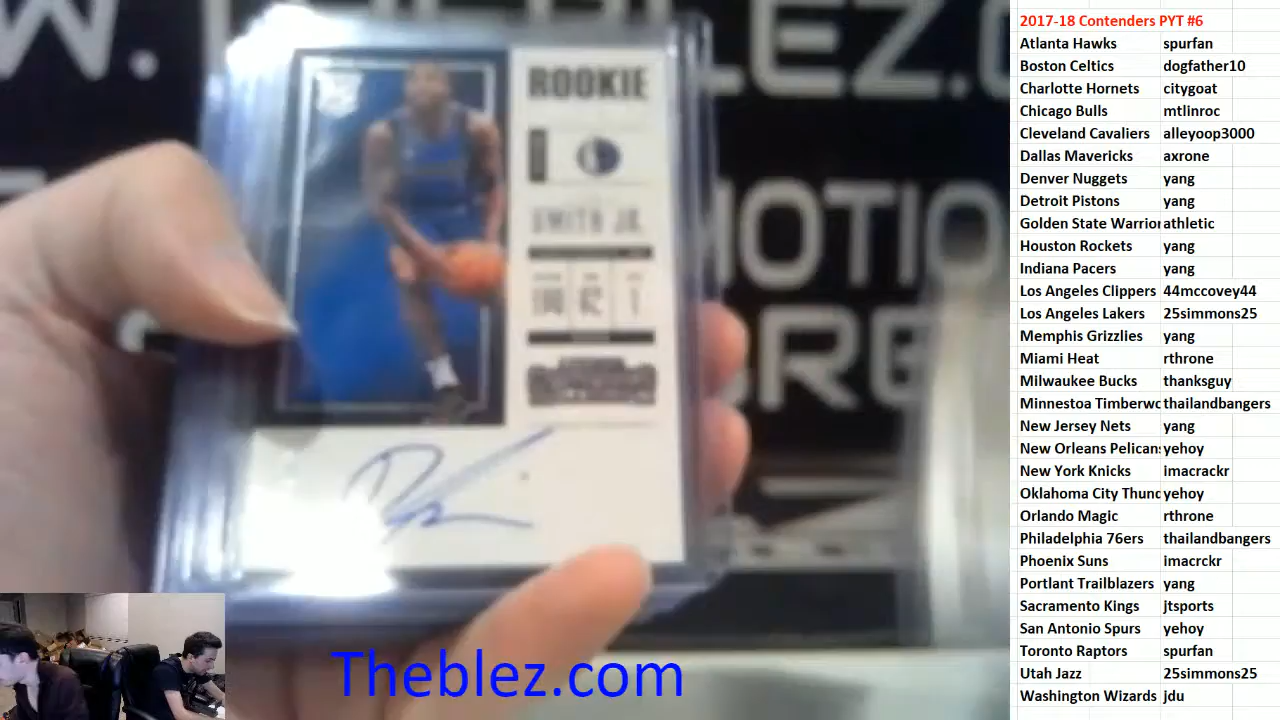 ROOKIE
SMITH JR.
Theblez.com
2017-18 Contenders PYT #6
Atlanta Hawks spurfan
Boston Celtics dogfather10
Charlotte Hornets citygoat
Chicago Bulls mtlinroc
Cleveland Cavaliers alleyoop3000
Dallas Mavericks axrone
Denver Nuggets yang
Detroit Pistons yang
Golden State Warrior athletic
Houston Rockets yang
Indiana Pacers yang
Los Angeles Clippers 44mccovey44
Los Angeles Lakers 25simmons25
Memphis Grizzlies yang
Miami Heat rthrone
Milwaukee Bucks thanksguy
Minnestoa Timberwo thailandbangers
New Jersey Nets yang
New Orleans Pelicans yehoy
New York Knicks imacrackr
Oklahoma City Thund yehoy
Orlando Magic rthrone
Philadelphia 76ers thailandbangers
Phoenix Suns imacrckr
Portlant Trailblazers yang
Sacramento Kings jtsports
San Antonio Spurs yehoy
Toronto Raptors spurfan
Utah Jazz 25simmons25
Washington Wizards jdu